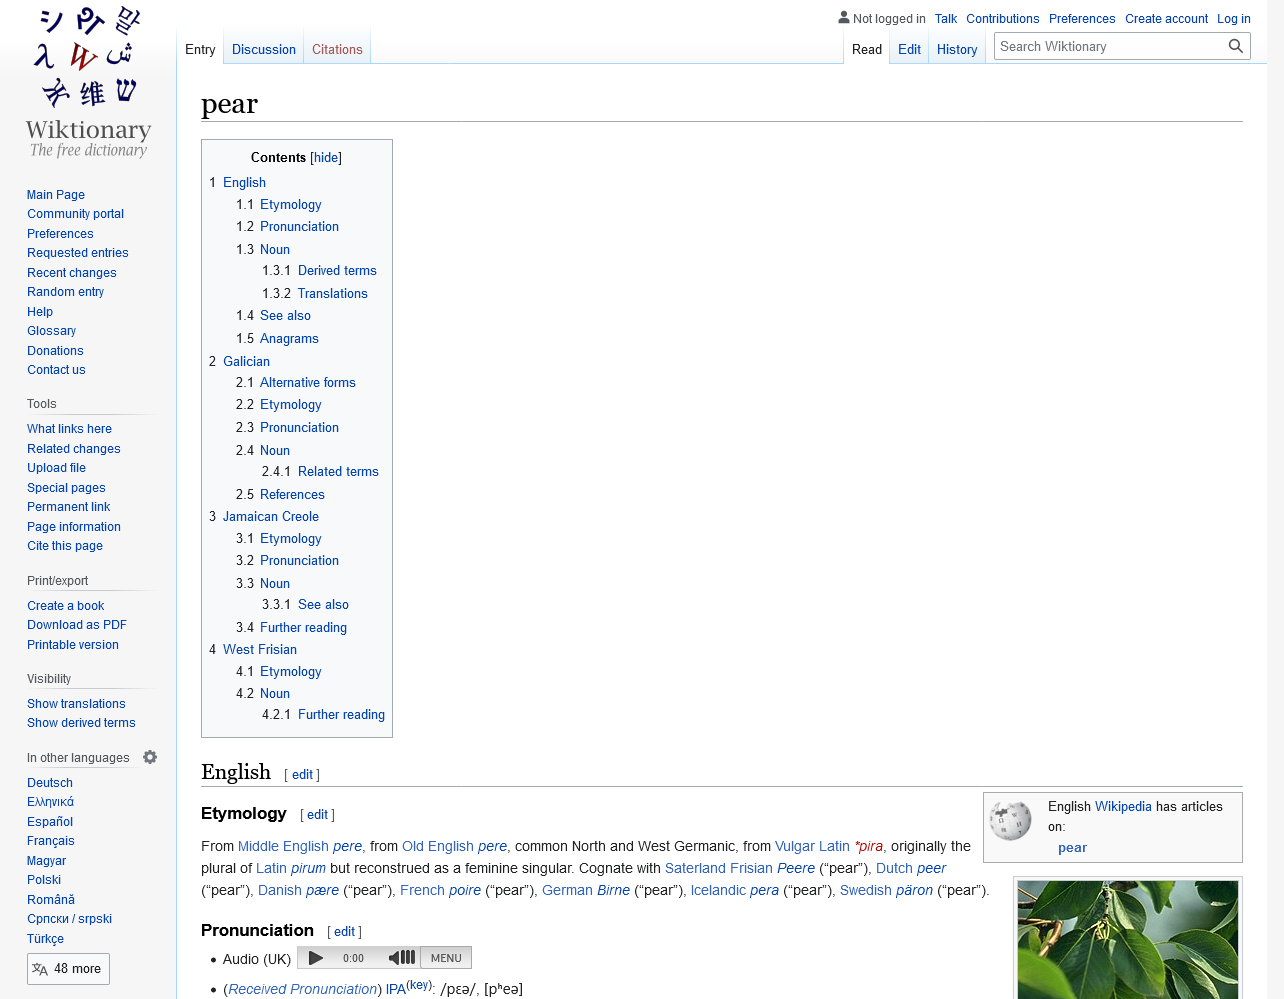 Wiktionary
The free dictionary
Main Page
Community portal
Preferences
Requested entries
Recent changes
Random entry
Help
Glossary
Donations
Contact us
Tools
What links here
Related changes
Upload file
Special pages
Permanent link
Page information
Cite this page
Print/export
Create a book
Download as PDF
Printable version
Visibility
Show translations
Show derived terms
In other languages
Deutsch
Ελληνικά
Español
Français
Magyar
Polski
Română
Српски / srpski
Türkçe
48 more
Not logged in Talk Contributions Preferences Create account Log in
Entry Discussion Citations Read Edit History Search Wiktionary
pear
Contents [hide]
1 English
1.1 Etymology
1.2 Pronunciation
1.3 Noun
1.3.1 Derived terms
1.3.2 Translations
1.4 See also
1.5 Anagrams
2 Galician
2.1 Alternative forms
2.2 Etymology
2.3 Pronunciation
2.4 Noun
2.4.1 Related terms
2.5 References
3 Jamaican Creole
3.1 Etymology
3.2 Pronunciation
3.3 Noun
3.3.1 See also
3.4 Further reading
4 West Frisian
4.1 Etymology
4.2 Noun
4.2.1 Further reading
English [ edit ]
English Wikipedia has articles
on:
pear
Etymology [ edit ]
From Middle English pere, from Old English pere, common North and West Germanic, from Vulgar Latin *pira, originally the
plural of Latin pirum but reconstrued as a feminine singular. Cognate with Saterland Frisian Peere (“pear”), Dutch peer
(“pear”), Danish pære (“pear”), French poire (“pear”), German Birne (“pear”), Icelandic pera (“pear”), Swedish päron (“pear”).
Pronunciation [ edit ]
• Audio (UK) 0:00 MENU
• (Received Pronunciation) IPA(key): /pɛə/, [pʰeə]